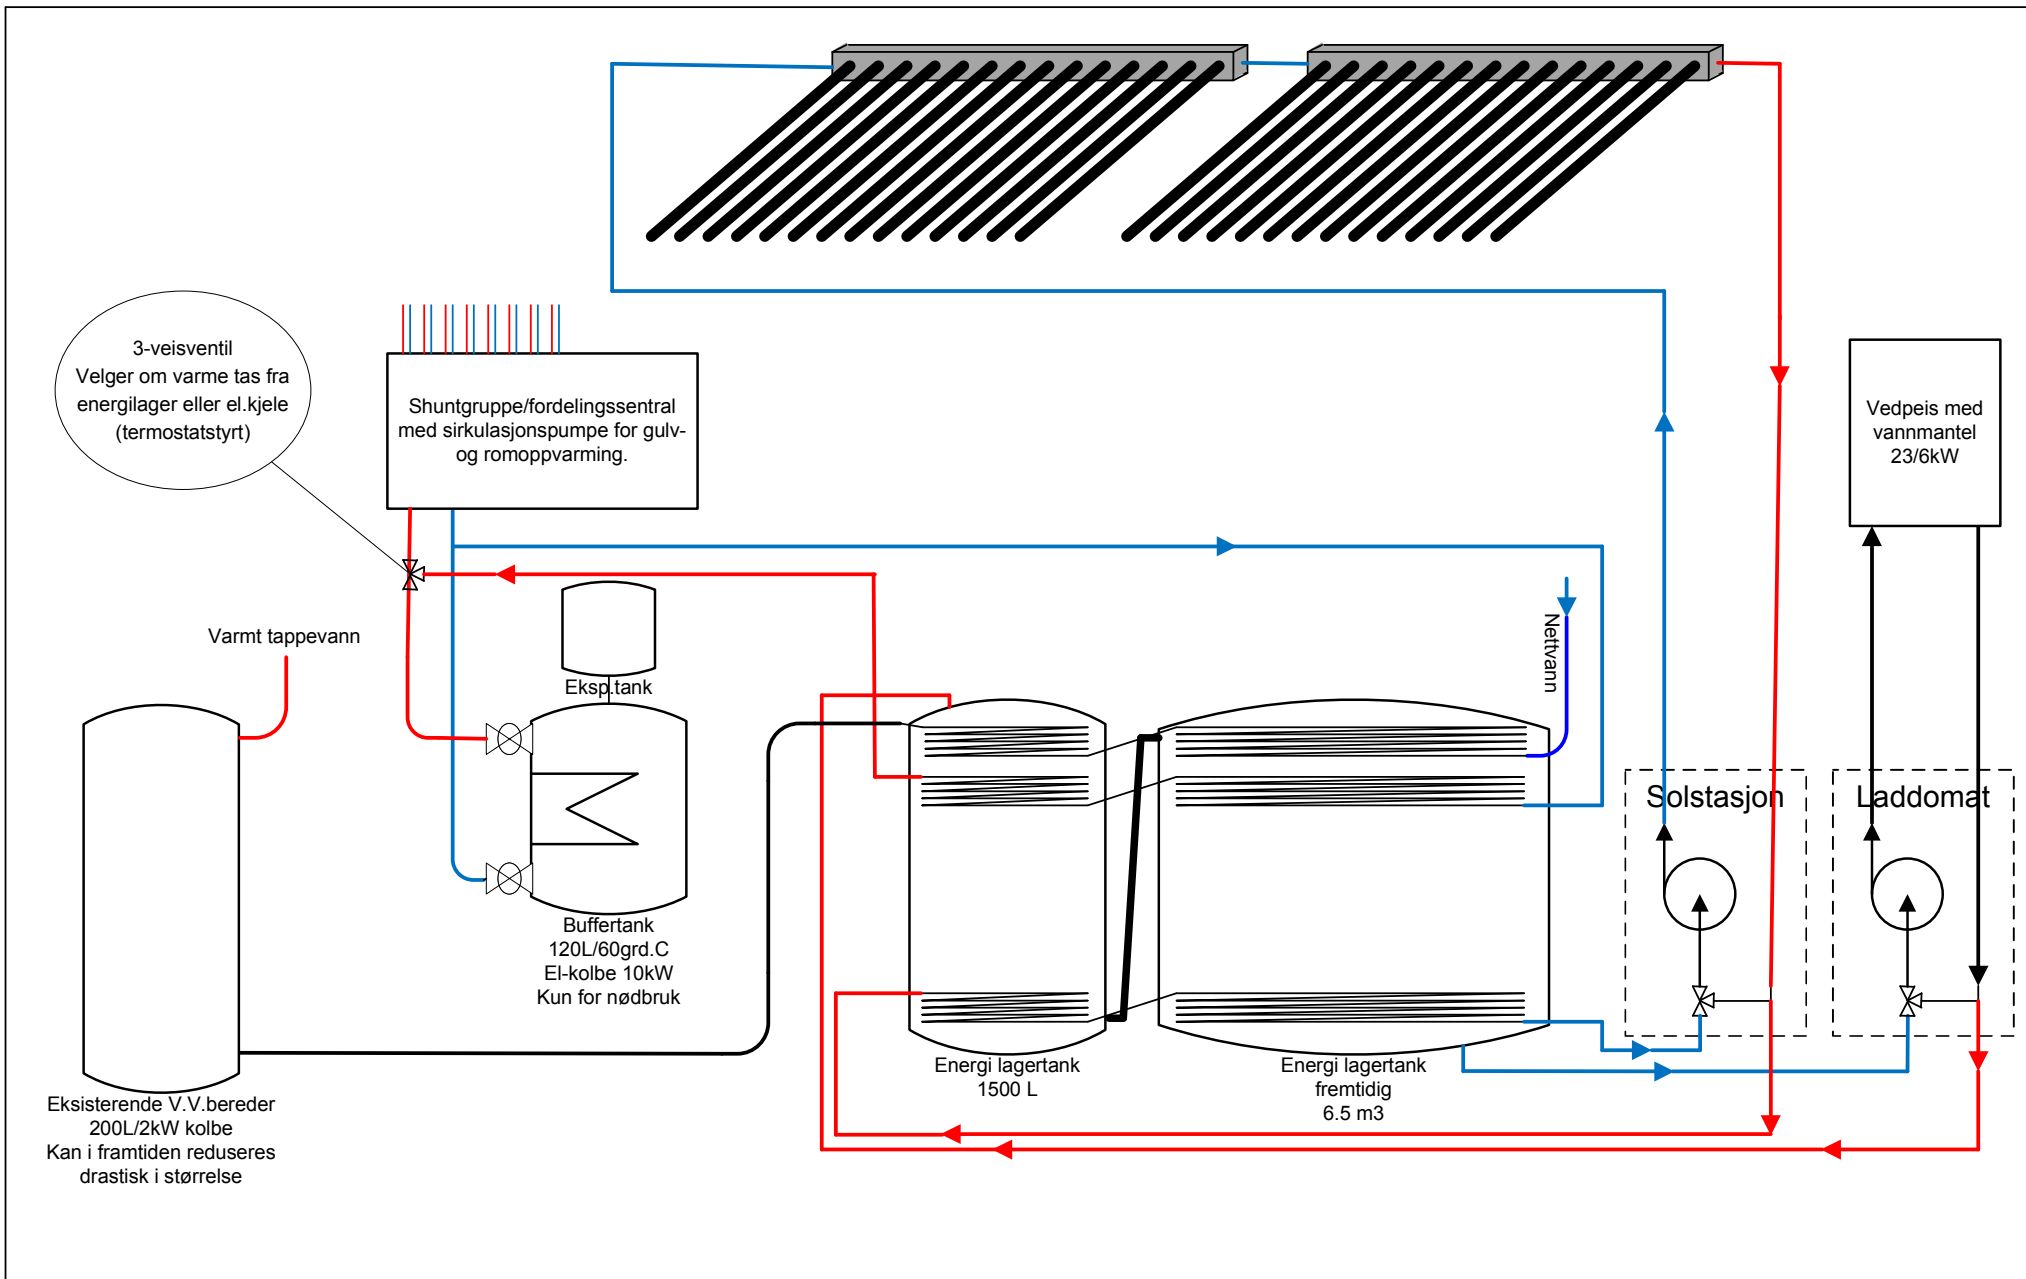 3-veisventil
Velger om varme tas fra
energilager eller el.kjele
(termostatstyrt)
Shuntgruppe/fordelingssentral
med sirkulasjonspumpe for gulv-
og romoppvarming.
Vedpeis med
vannmantel
23/6kW
Varmt tappevann
Eksp.tank
Nettvann
Solstasjon
Laddomat
Buffertank
120L/60grd.C
El-kolbe 10kW
Kun for nødbruk
Energi lagertank
1500 L
Energi lagertank
fremtidig
6.5 m3
Eksisterende V.V.bereder
200L/2kW kolbe
Kan i framtiden reduseres
drastisk i størrelse